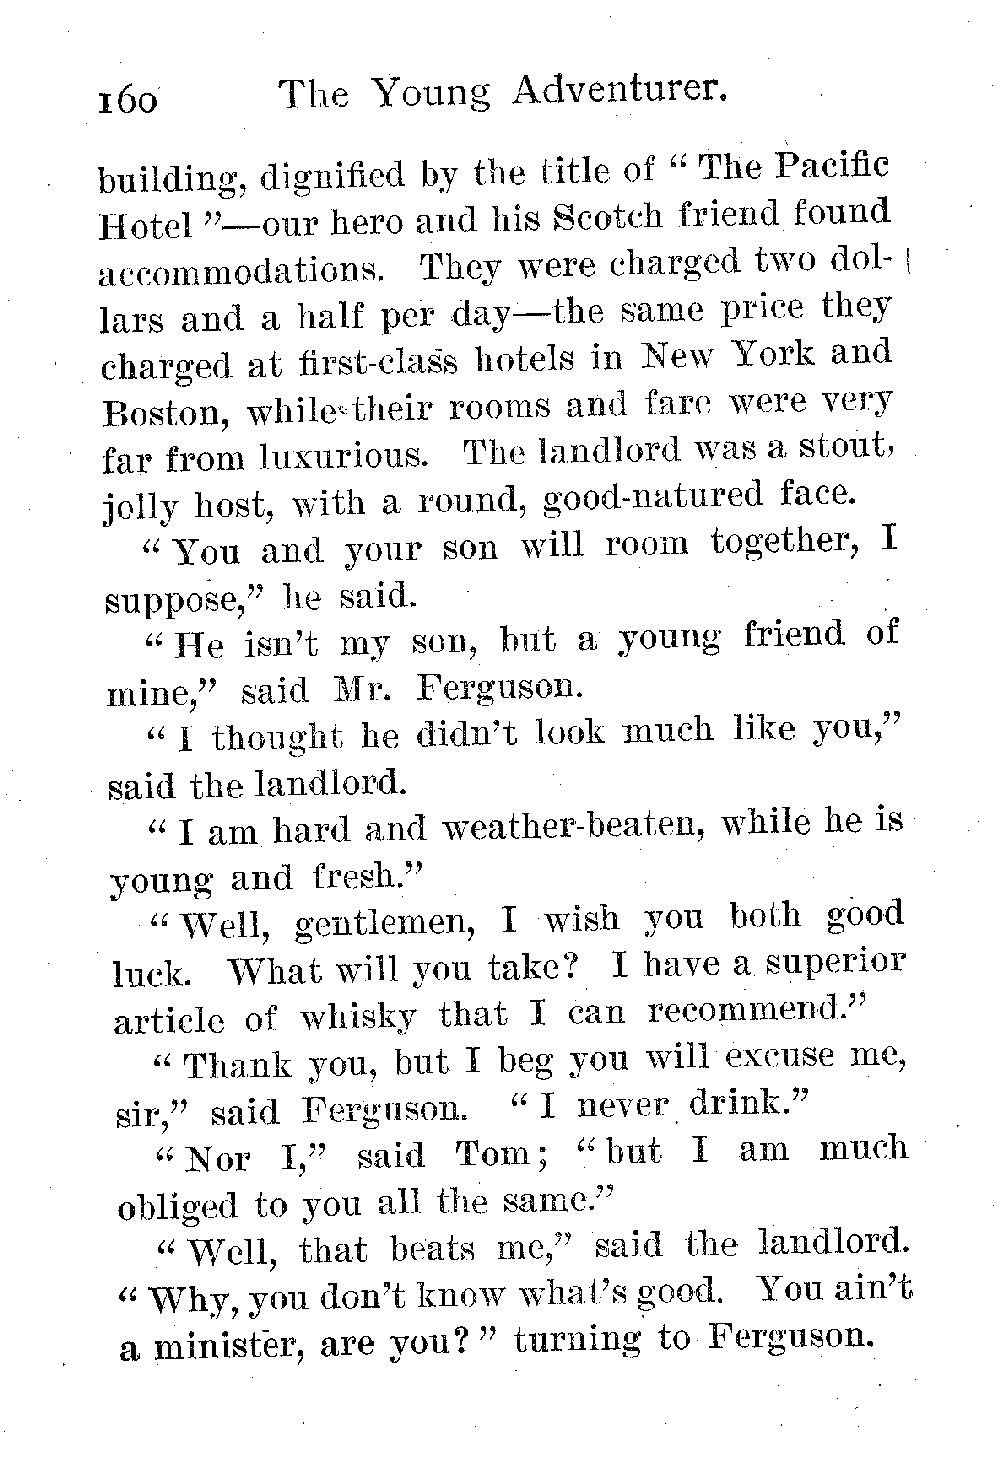 160 The Young Adventurer.
building, dignified by the title of “ The Pacific
Hotel ”—our hero and his Scotch friend found
accommodations. They were charged two dol-
lars and a half per day—the same price they
charged at first-class hotels in New York and
Boston, while their rooms and fare were very
far from luxurious. The landlord was a stout,
jolly host, with a round, good-natured face.
“ You and your son will room together, I
suppose,” he said.
“ He isn’t my son, but a young friend of
mine,” said Mr. Ferguson.
“ I thought he didn’t look much like you,”
said the landlord.
“ I am hard and weather-beaten, while he is
young and fresh.”
“ Well, gentlemen, I wish you both good
luck. What will you take? I have a superior
article of whisky that I can recommend.”
“ Thank you, but I beg you will excuse me,
sir,” said Ferguson. “ I never drink.”
“ Nor I,” said Tom; “ but I am much
obliged to you all the same.”
“ Well, that beats me,” said the landlord.
“ Why, you don’t know what’s good. You ain’t
a minister, are you? ” turning to Ferguson.